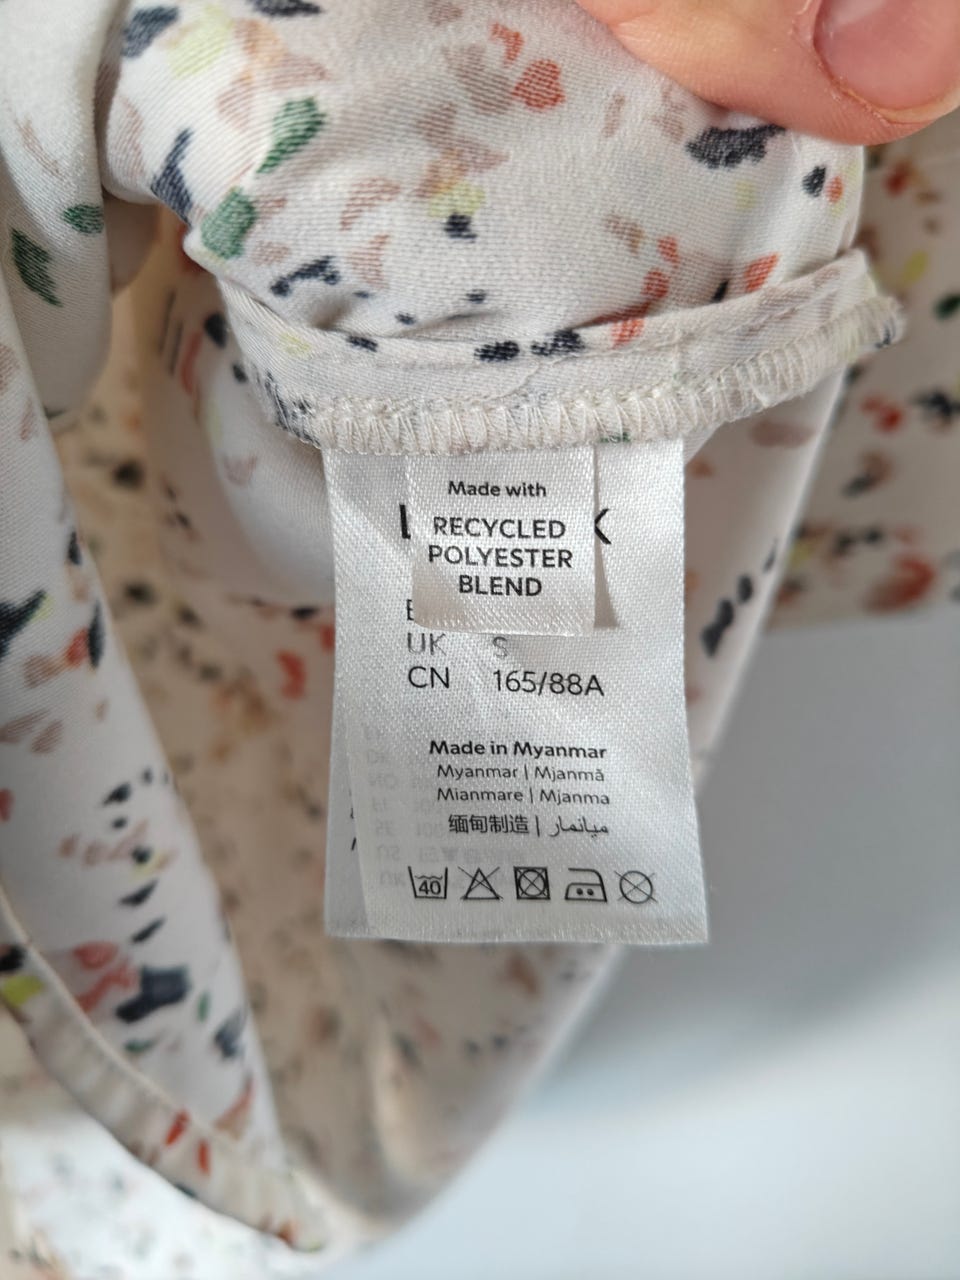 Made with
RECYCLED
POLYESTER
BLEND
UK S
CN 165/88A
Made in Myanmar
Myanmar | Mjanmā
Mianmare | Mjanma
缅甸制造 | ميانمار
40